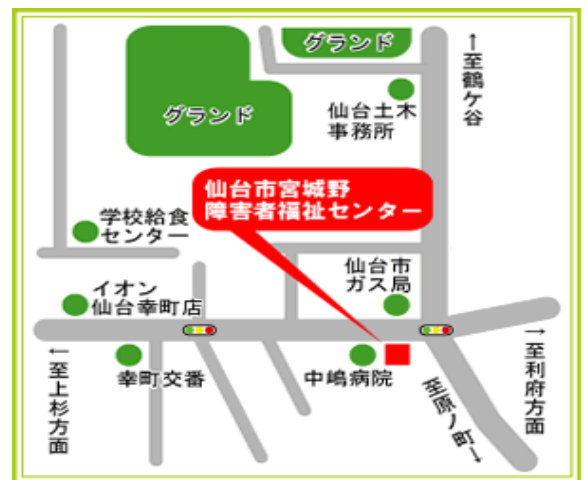 グランド
↑至鶴ケ谷
グランド
仙台土木
事務所
仙台市宮城野
障害者福祉センター
学校給食
センター
仙台市
ガス局
イオン
仙台幸町店
←至上杉方面
幸町交番
中嶋病院
至原ノ町→
→至利府方面